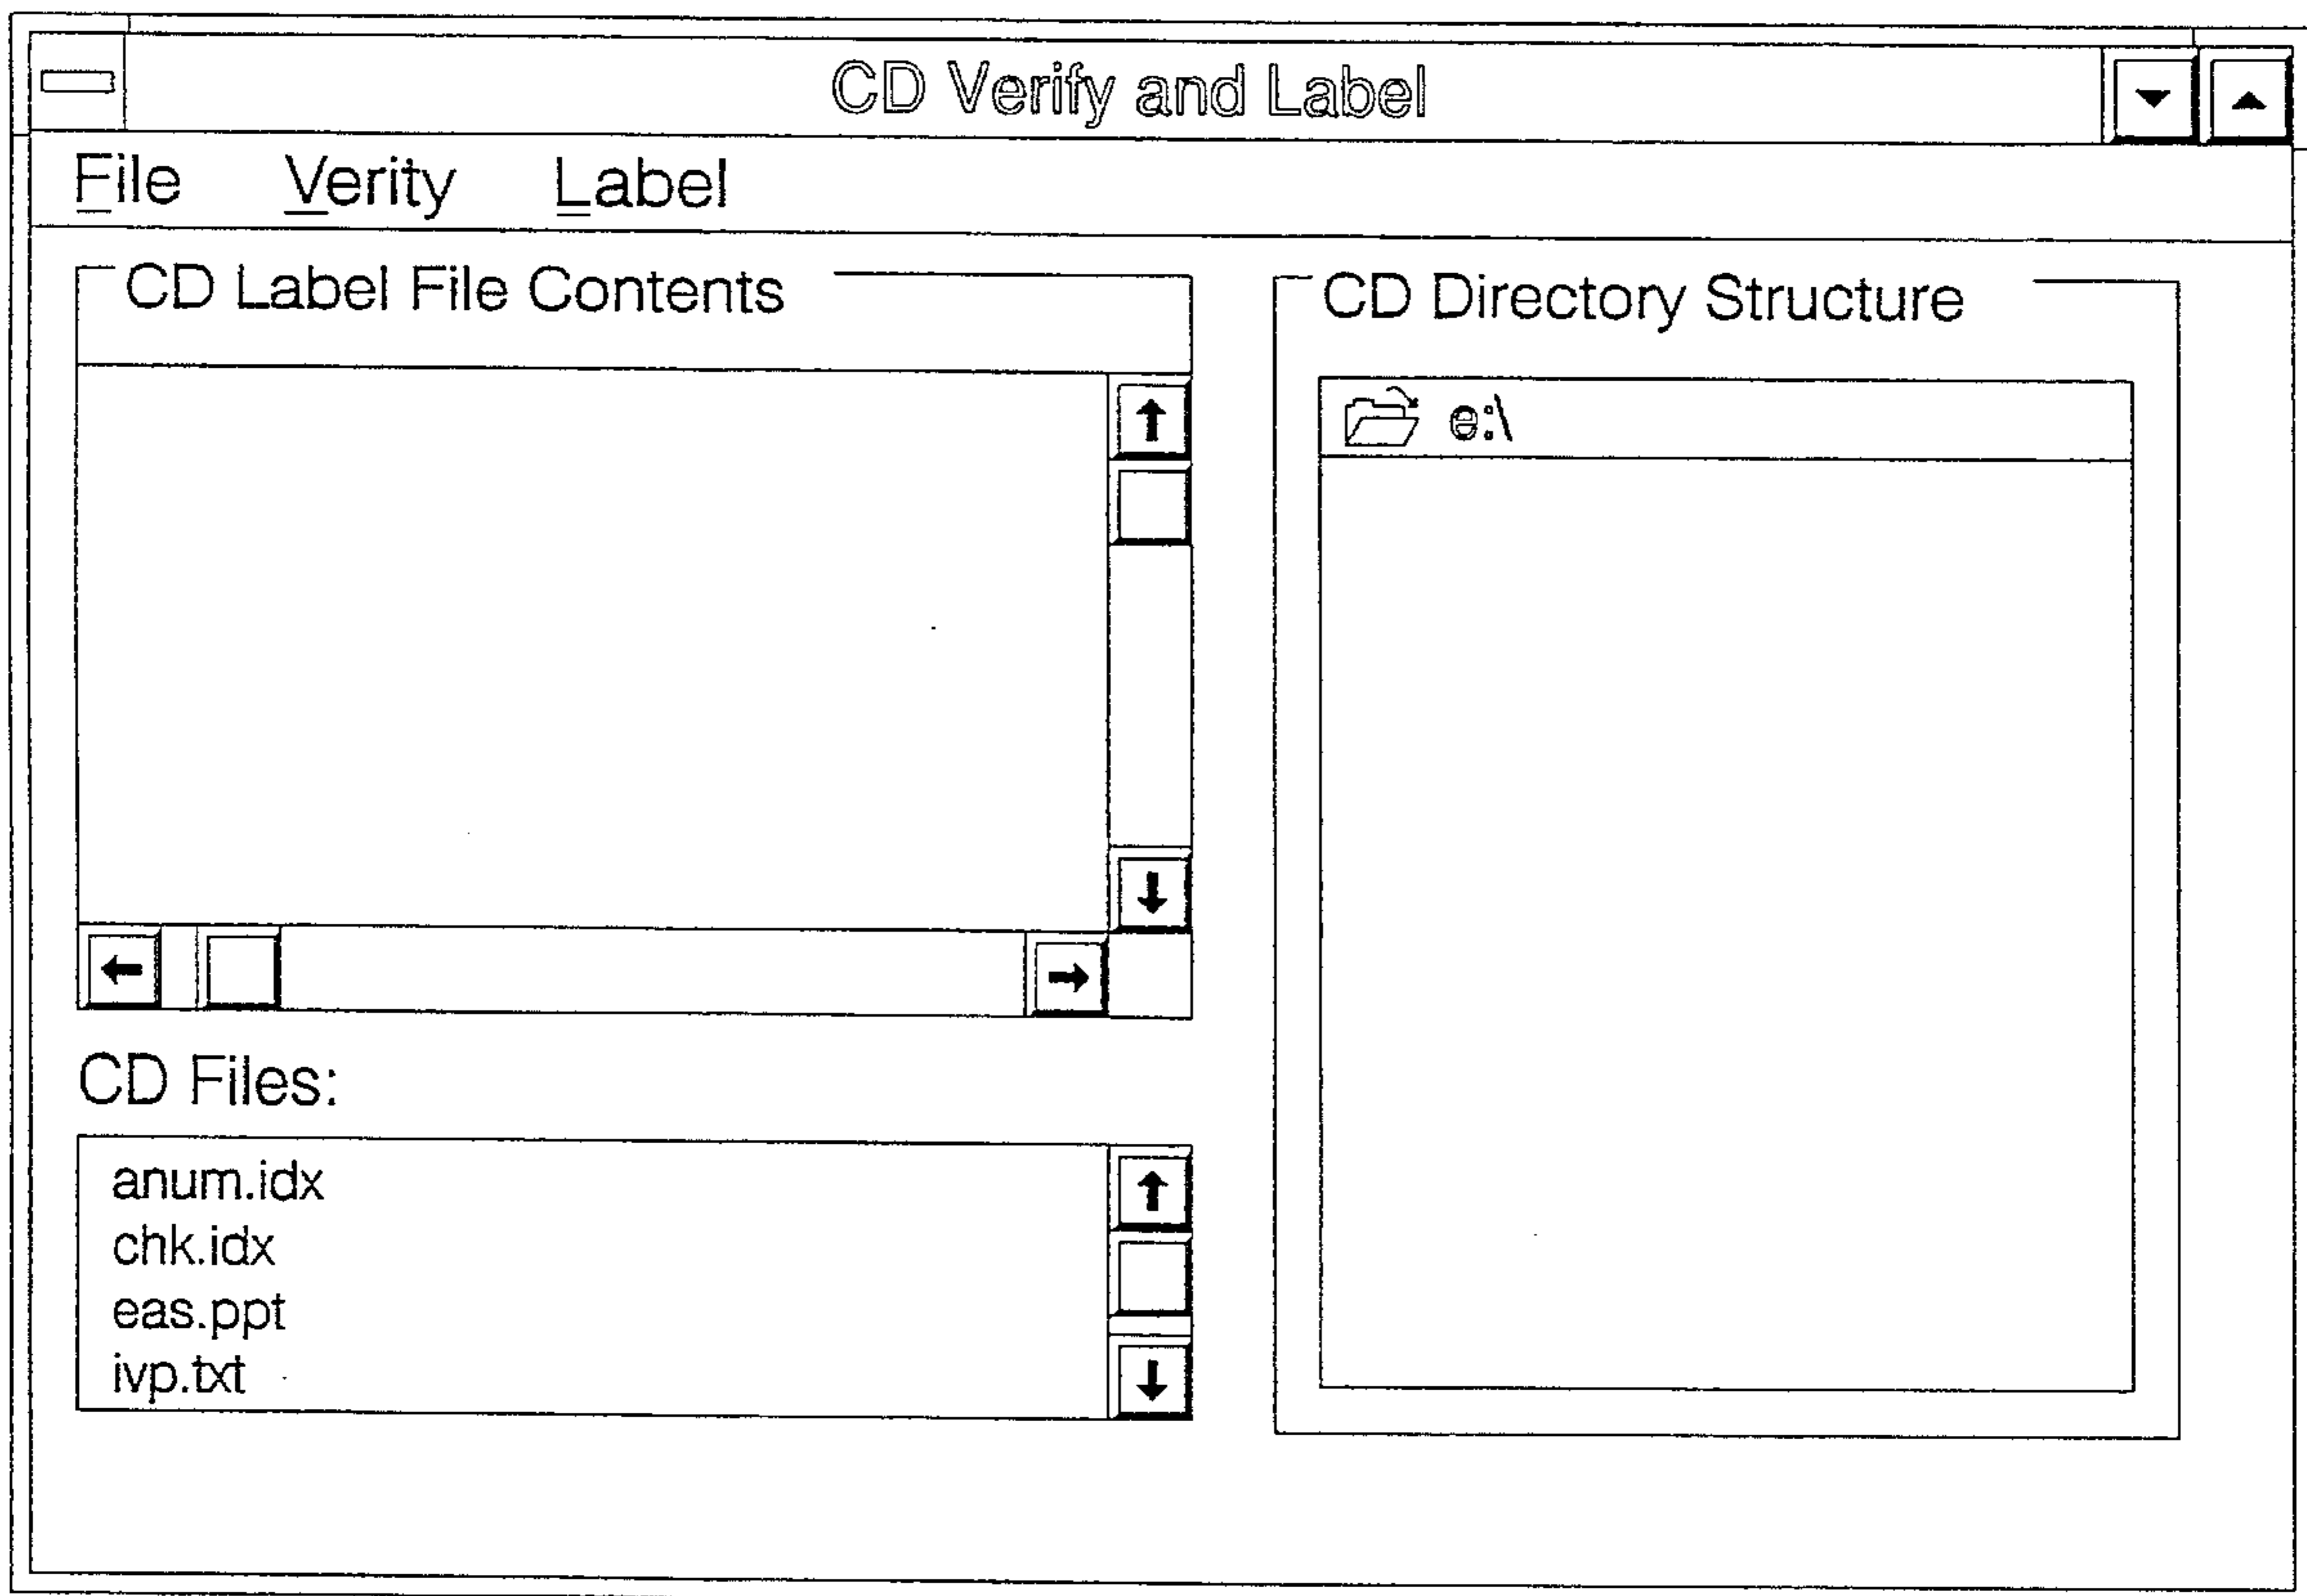 CD Verify and Label
File Verity Label
CD Label File Contents
CD Directory Structure
e:\
CD Files:
anum.idx
chk.idx
eas.ppt
ivp.txt